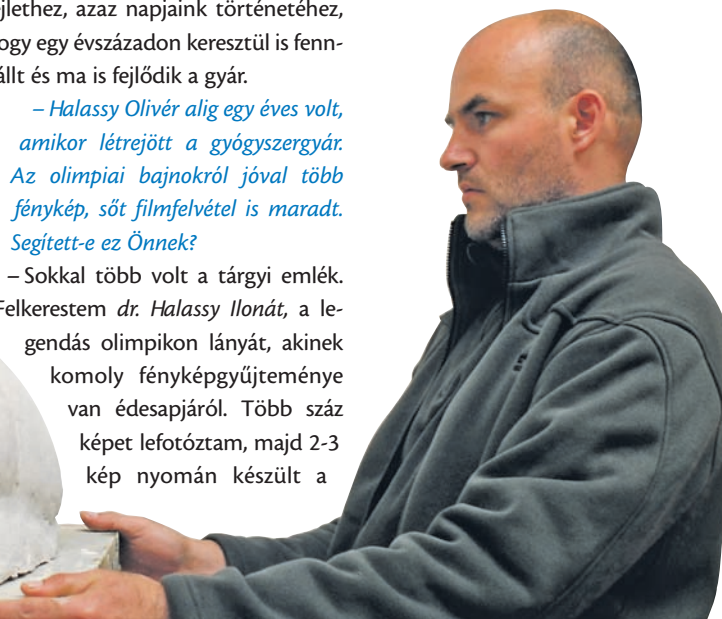 jlethez, azaz napjaink történetéhez,
ogy egy évszázadon keresztül is fenn-
állt és ma is fejlődik a gyár.
– Halassy Olivér alig egy éves volt,
amikor létrejött a gyógyszergyár.
Az olimpiai bajnokról jóval több
fénykép, sőt filmfelvétel is maradt.
Segített-e ez Önnek?
– Sokkal több volt a tárgyi emlék.
Felkerestem dr. Halassy Ilonát, a le-
gendás olimpikon lányát, akinek
komoly fényképgyűjteménye
van édesapjáról. Több száz
képet lefotóztam, majd 2-3
kép nyomán készült a